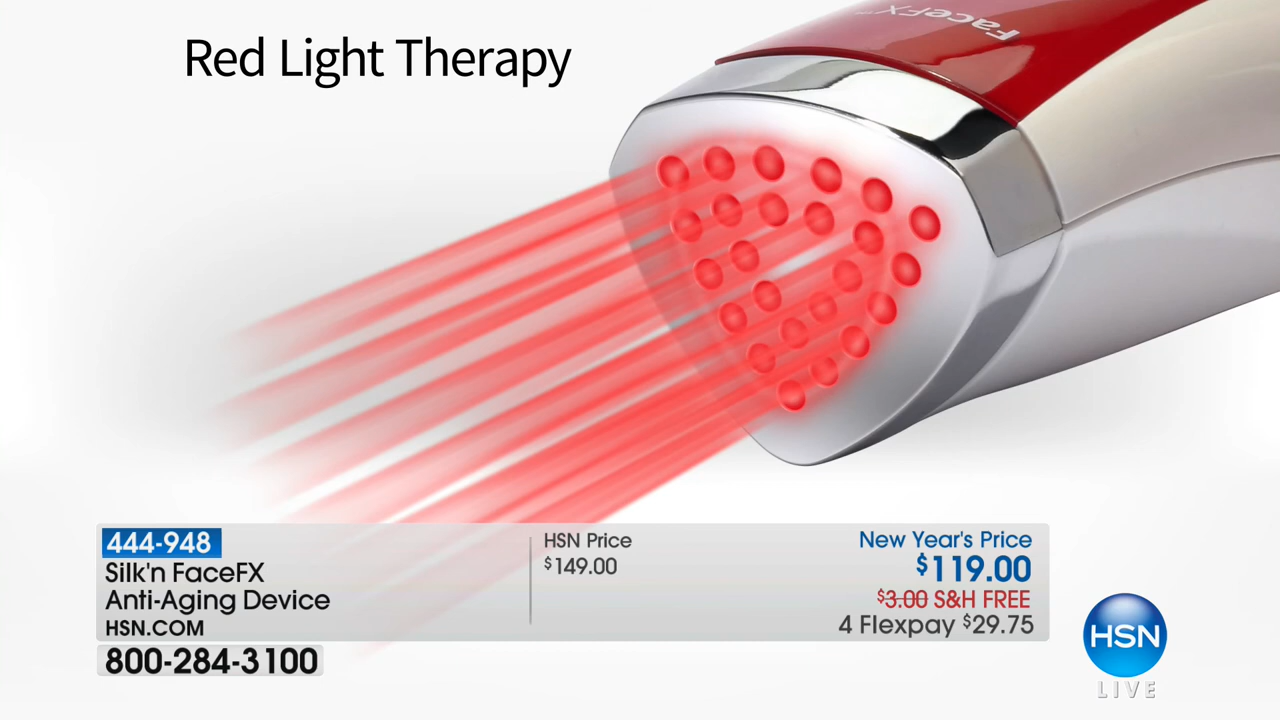 Red Light Therapy
FaceFX
444-948
Silk'n FaceFX
Anti-Aging Device
HSN.COM
800-284-3100
HSN Price
$149.00
New Year's Price
$119.00
$3.00 S&H FREE
4 Flexpay $29.75
HSN
LIVE